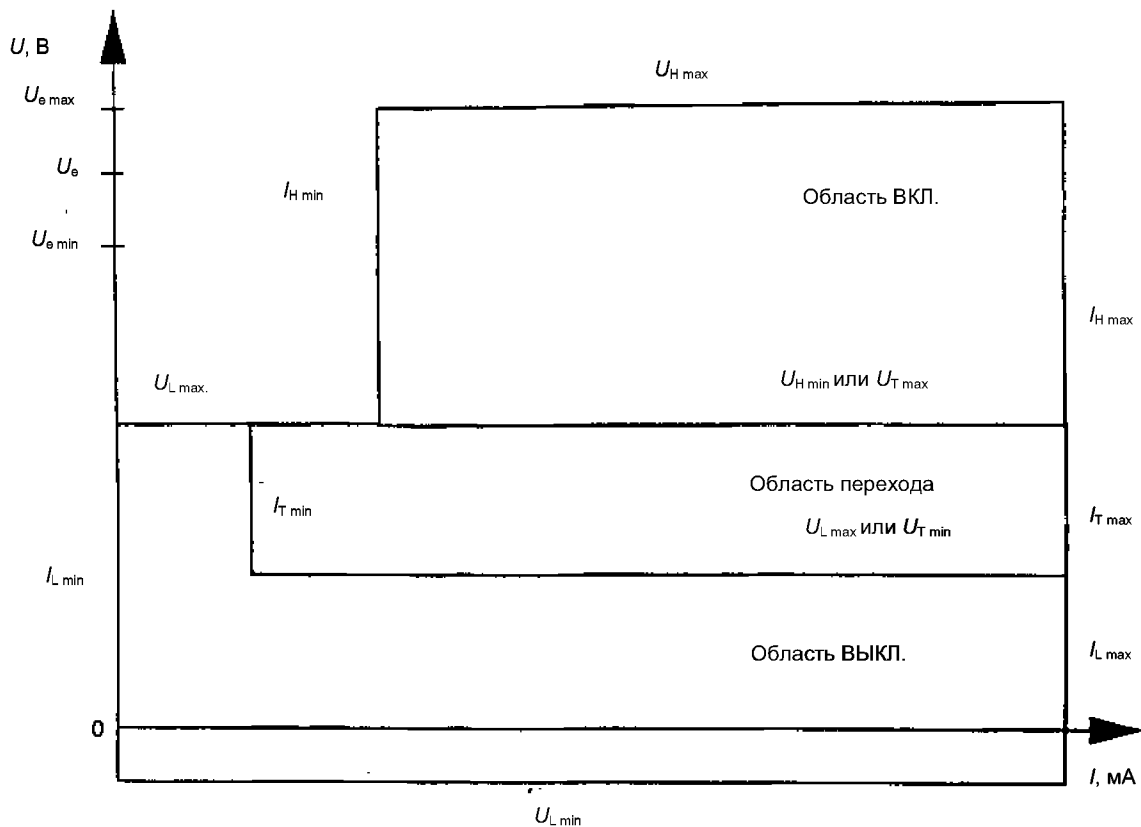 U, В
U_H max
U_e max
U_e
I_H min
Область ВКЛ.
U_e min
I_H max
U_L max.
U_H min или U_T max
Область перехода
I_T min
I_T max
U_L max или U_T min
I_L min
Область ВЫКЛ.
I_L max
0
I, мА
U_L min